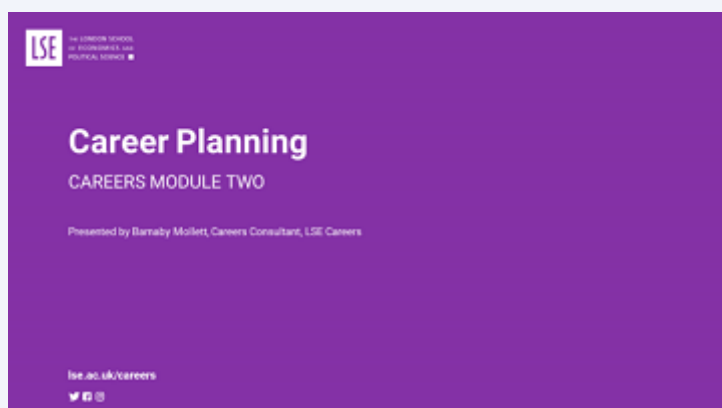 LSE
THE LONDON SCHOOL
OF ECONOMICS AND
POLITICAL SCIENCE
Career Planning
CAREERS MODULE TWO
Presented by Barnaby Mollett, Careers Consultant, LSE Careers
lse.ac.uk/careers